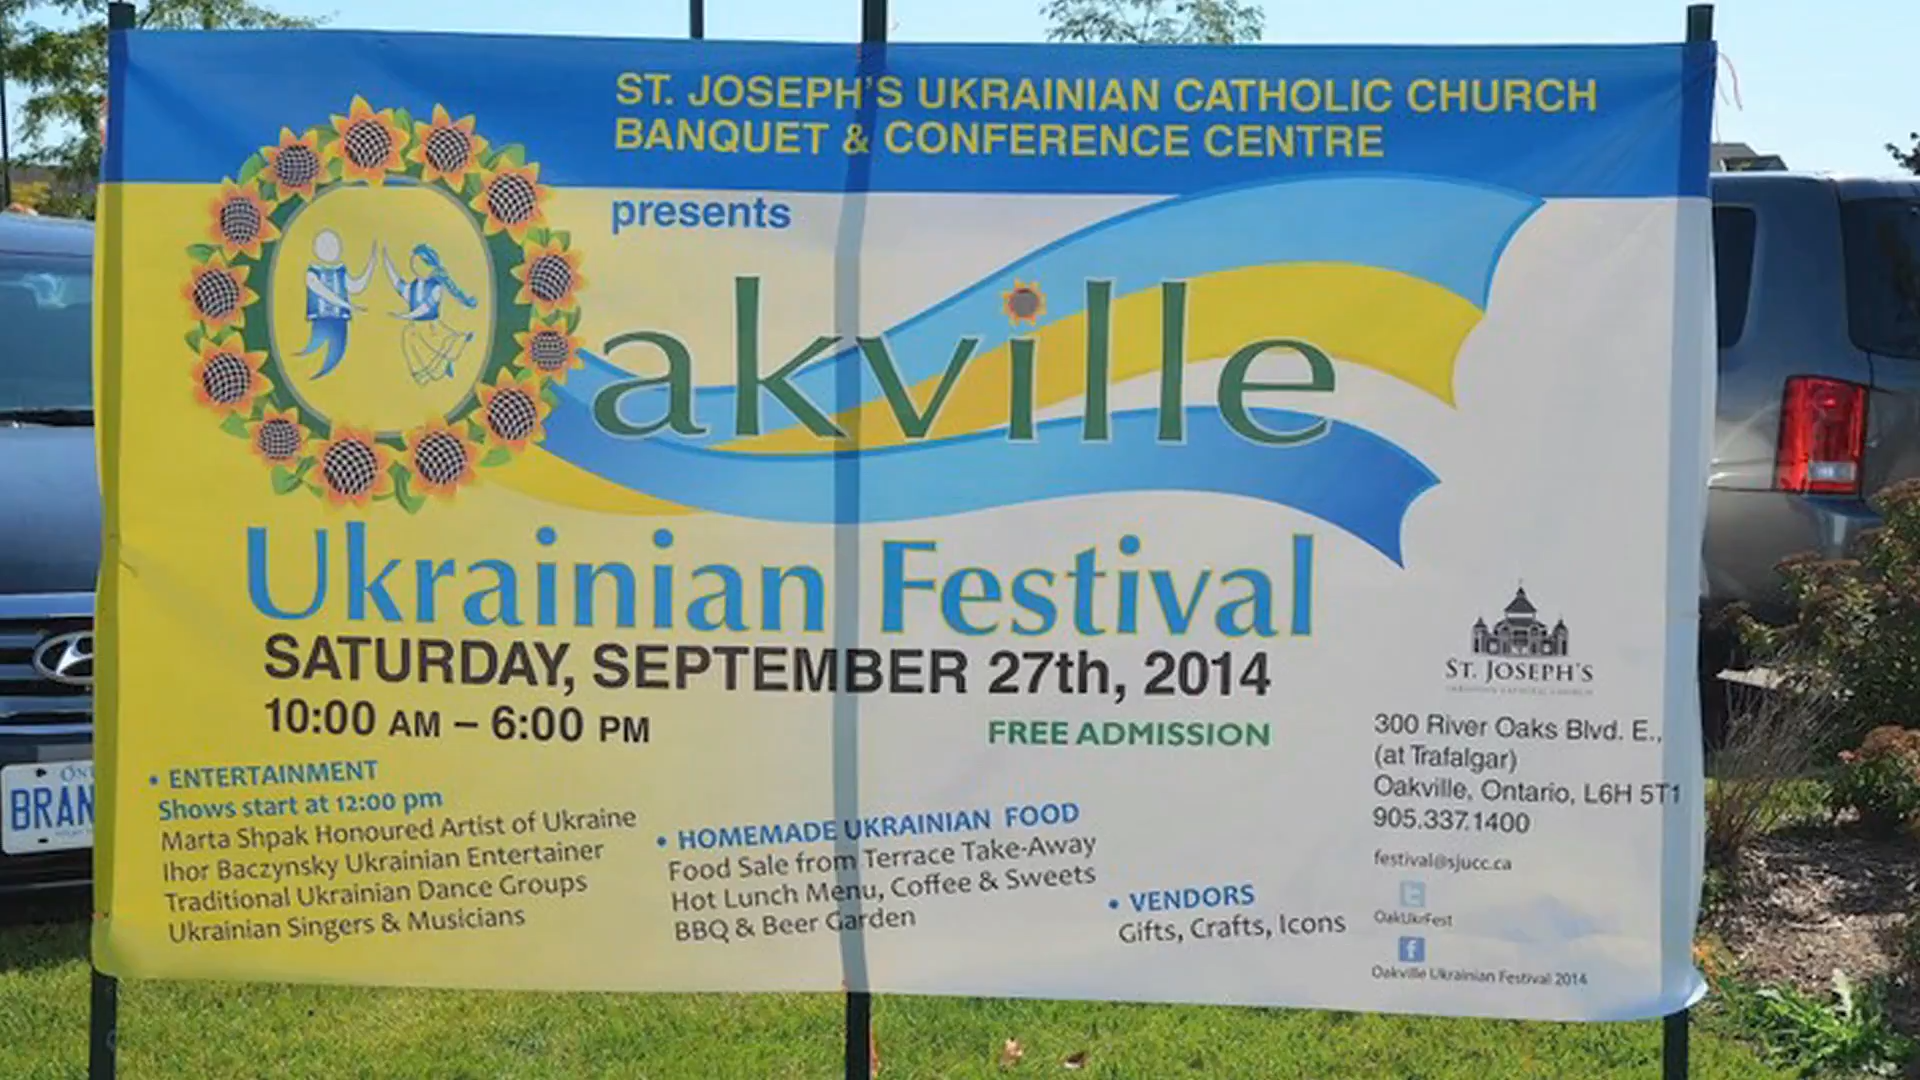 ST. JOSEPH'S UKRAINIAN CATHOLIC CHURCH
BANQUET & CONFERENCE CENTRE
presents
Oakville
Ukrainian Festival
SATURDAY, SEPTEMBER 27th, 2014
10:00 AM – 6:00 PM
FREE ADMISSION
• ENTERTAINMENT
Shows start at 12:00 pm
Marta Shpak Honoured Artist of Ukraine
Ihor Baczynsky Ukrainian Entertainer
Traditional Ukrainian Dance Groups
Ukrainian Singers & Musicians
• HOMEMADE UKRAINIAN FOOD
Food Sale from Terrace Take-Away
Hot Lunch Menu, Coffee & Sweets
BBQ & Beer Garden
• VENDORS
Gifts, Crafts, Icons
ST. JOSEPH'S
UKRAINIAN CATHOLIC CHURCH
300 River Oaks Blvd. E.,
(at Trafalgar)
Oakville, Ontario, L6H 5T1
905.337.1400
festival@sjucc.ca
t
OakUkrFest
f
Oakville Ukrainian Festival 2014
BRAN